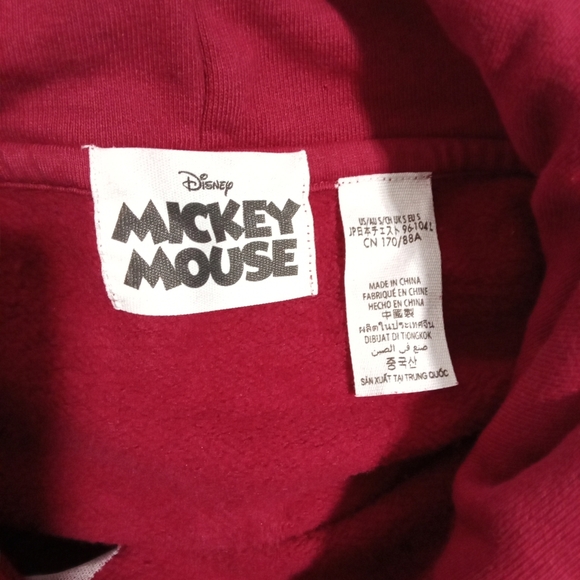 Disney
MICKEY
MOUSE
US/AU S/CH UK S EU S
JP日本チェスト 96-104 L
CN 170/88A
MADE IN CHINA
FABRIQUÉ EN CHINE
HECHO EN CHINA
中國製
ผลิตในประเทศจีน
DIBUAT DI TIONGKOK
صنع في الصين
중국산
SẢN XUẤT TẠI TRUNG QUỐC